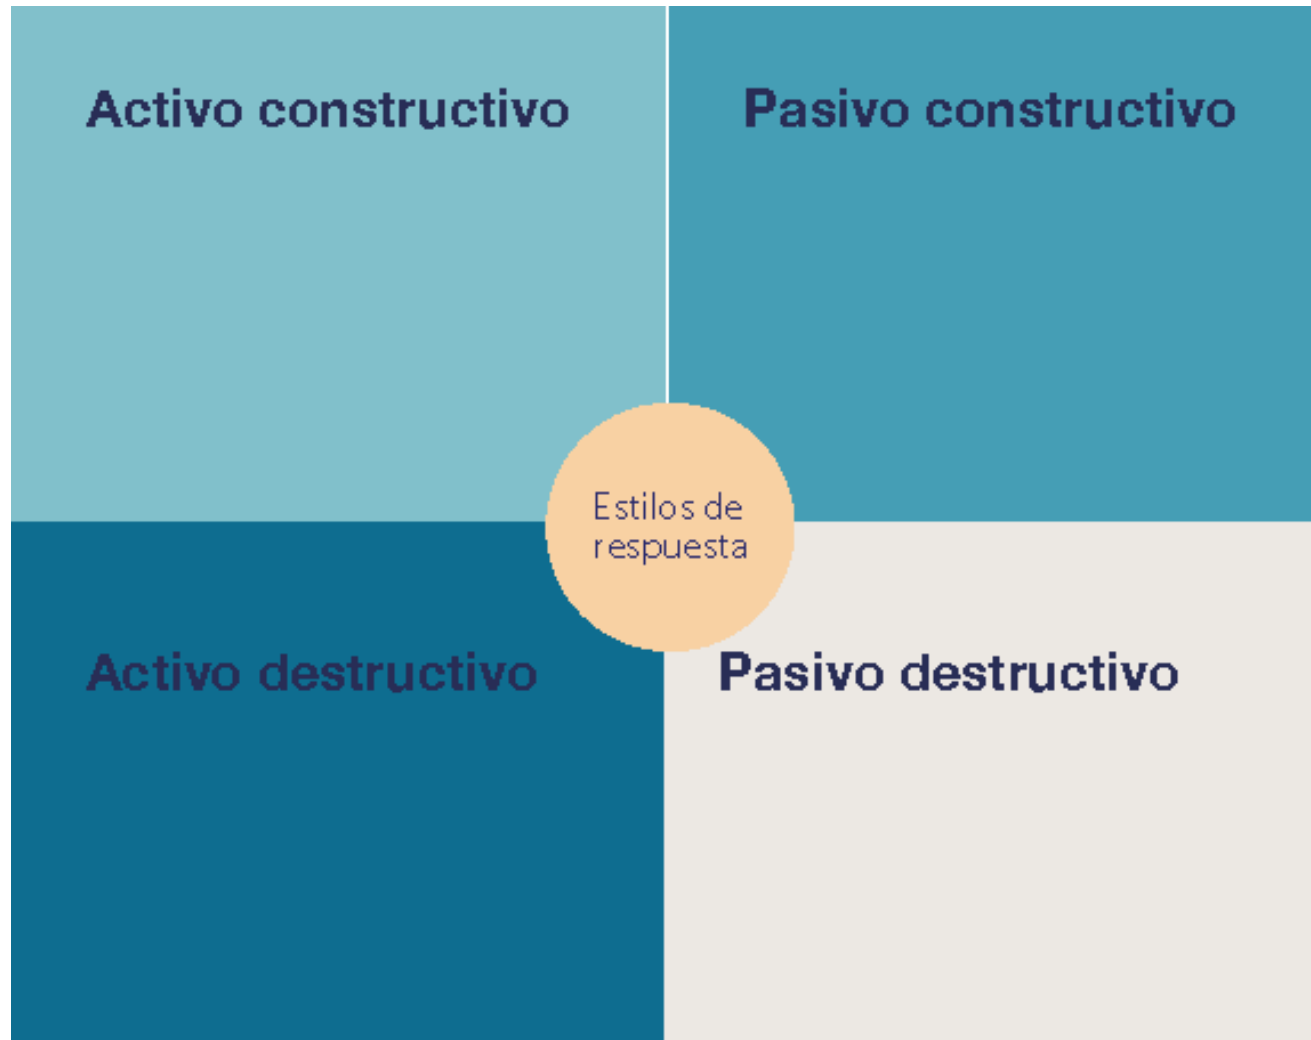 Activo constructivo
Pasivo constructivo
Estilos de
respuesta
Activo destructivo
Pasivo destructivo